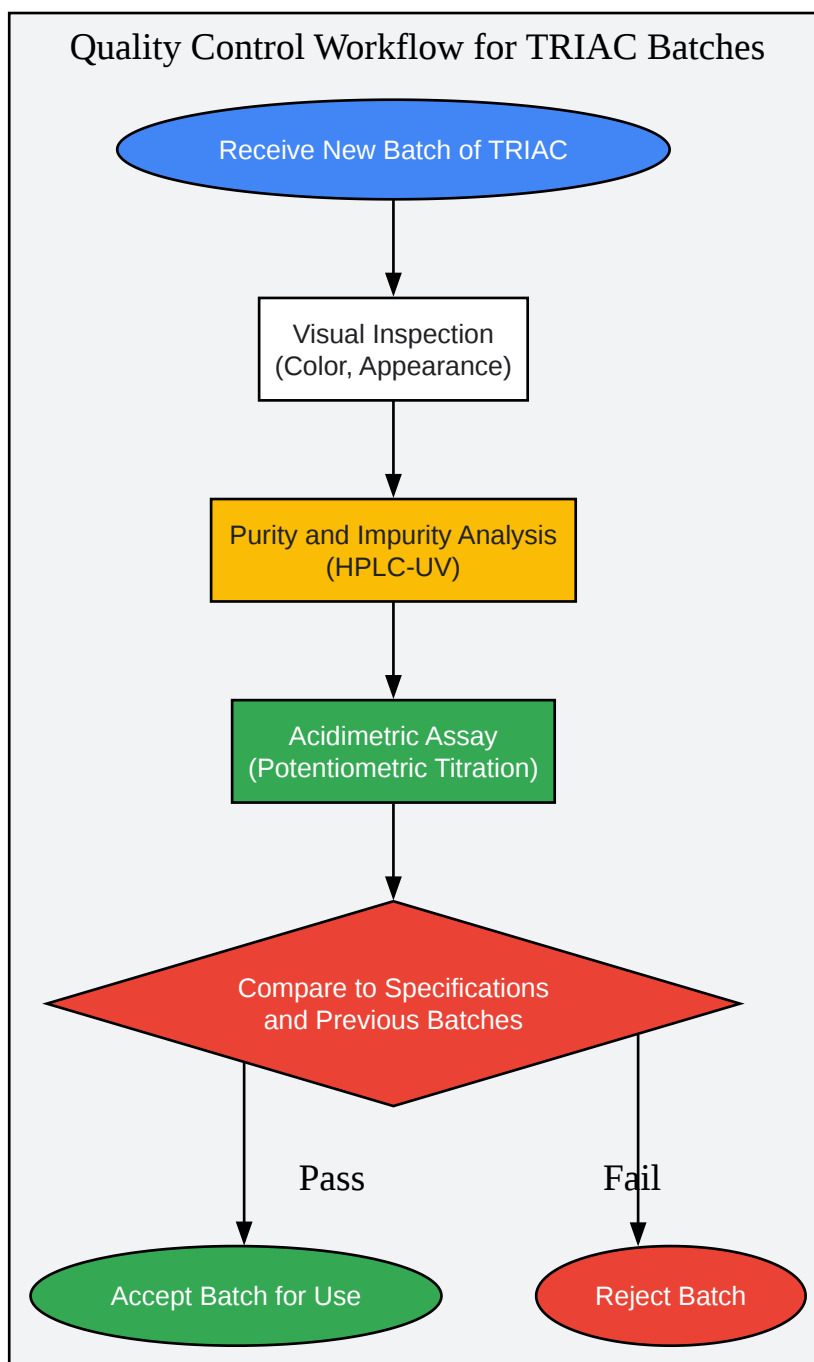 Quality Control Workflow for TRIAC Batches
Receive New Batch of TRIAC
Visual Inspection
(Color, Appearance)
Purity and Impurity Analysis
(HPLC-UV)
Acidimetric Assay
(Potentiometric Titration)
Compare to Specifications
and Previous Batches
Pass
Fail
Accept Batch for Use
Reject Batch